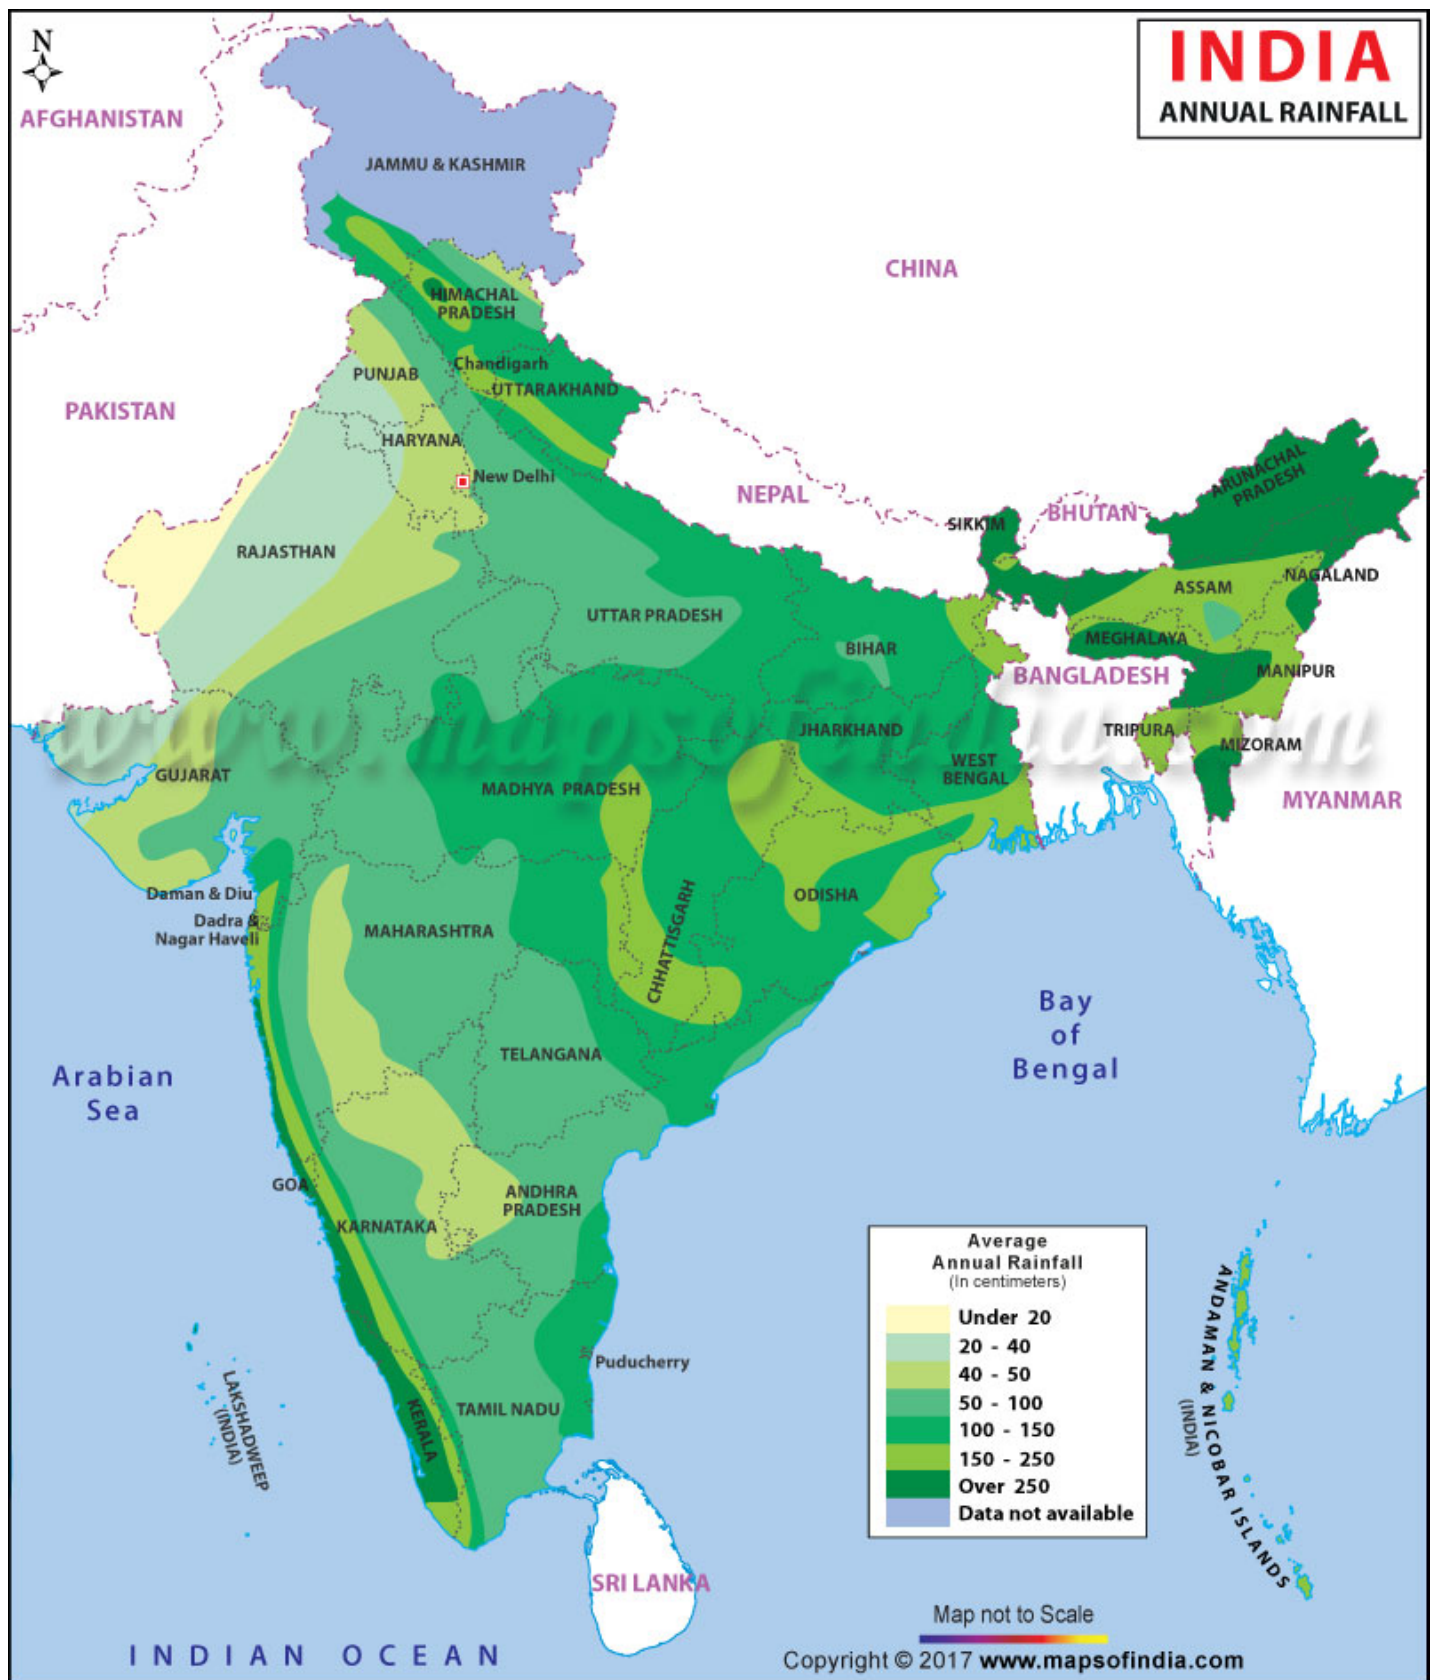 N
INDIA
ANNUAL RAINFALL
AFGHANISTAN
JAMMU & KASHMIR
CHINA
HIMACHAL
PRADESH
Chandigarh
PUNJAB
UTTARAKHAND
PAKISTAN
HARYANA
New Delhi
NEPAL
ARUNACHAL
PRADESH
SIKKIM
BHUTAN
RAJASTHAN
NAGALAND
ASSAM
UTTAR PRADESH
MEGHALAYA
BIHAR
BANGLADESH
MANIPUR
www.mapsofindia.com
JHARKHAND
TRIPURA
MIZORAM
WEST
BENGAL
GUJARAT
MADHYA PRADESH
MYANMAR
Daman & Diu
ODISHA
Dadra &
Nagar Haveli
MAHARASHTRA
CHHATTISGARH
Bay
of
Bengal
TELANGANA
Arabian
Sea
GOA
ANDHRA
PRADESH
KARNATAKA
Average
Annual Rainfall
(In centimeters)
Under 20
20 - 40
40 - 50
50 - 100
100 - 150
150 - 250
Over 250
Data not available
ANDAMAN & NICOBAR ISLANDS
(INDIA)
Puducherry
LAKSHADWEEP
(INDIA)
TAMIL NADU
KERALA
SRI LANKA
Map not to Scale
INDIAN OCEAN
Copyright © 2017 www.mapsofindia.com